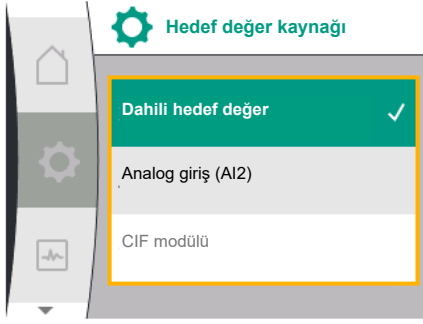 Hedef değer kaynağı
Dahili hedef değer
Analog giriş (AI2)
CIF modülü